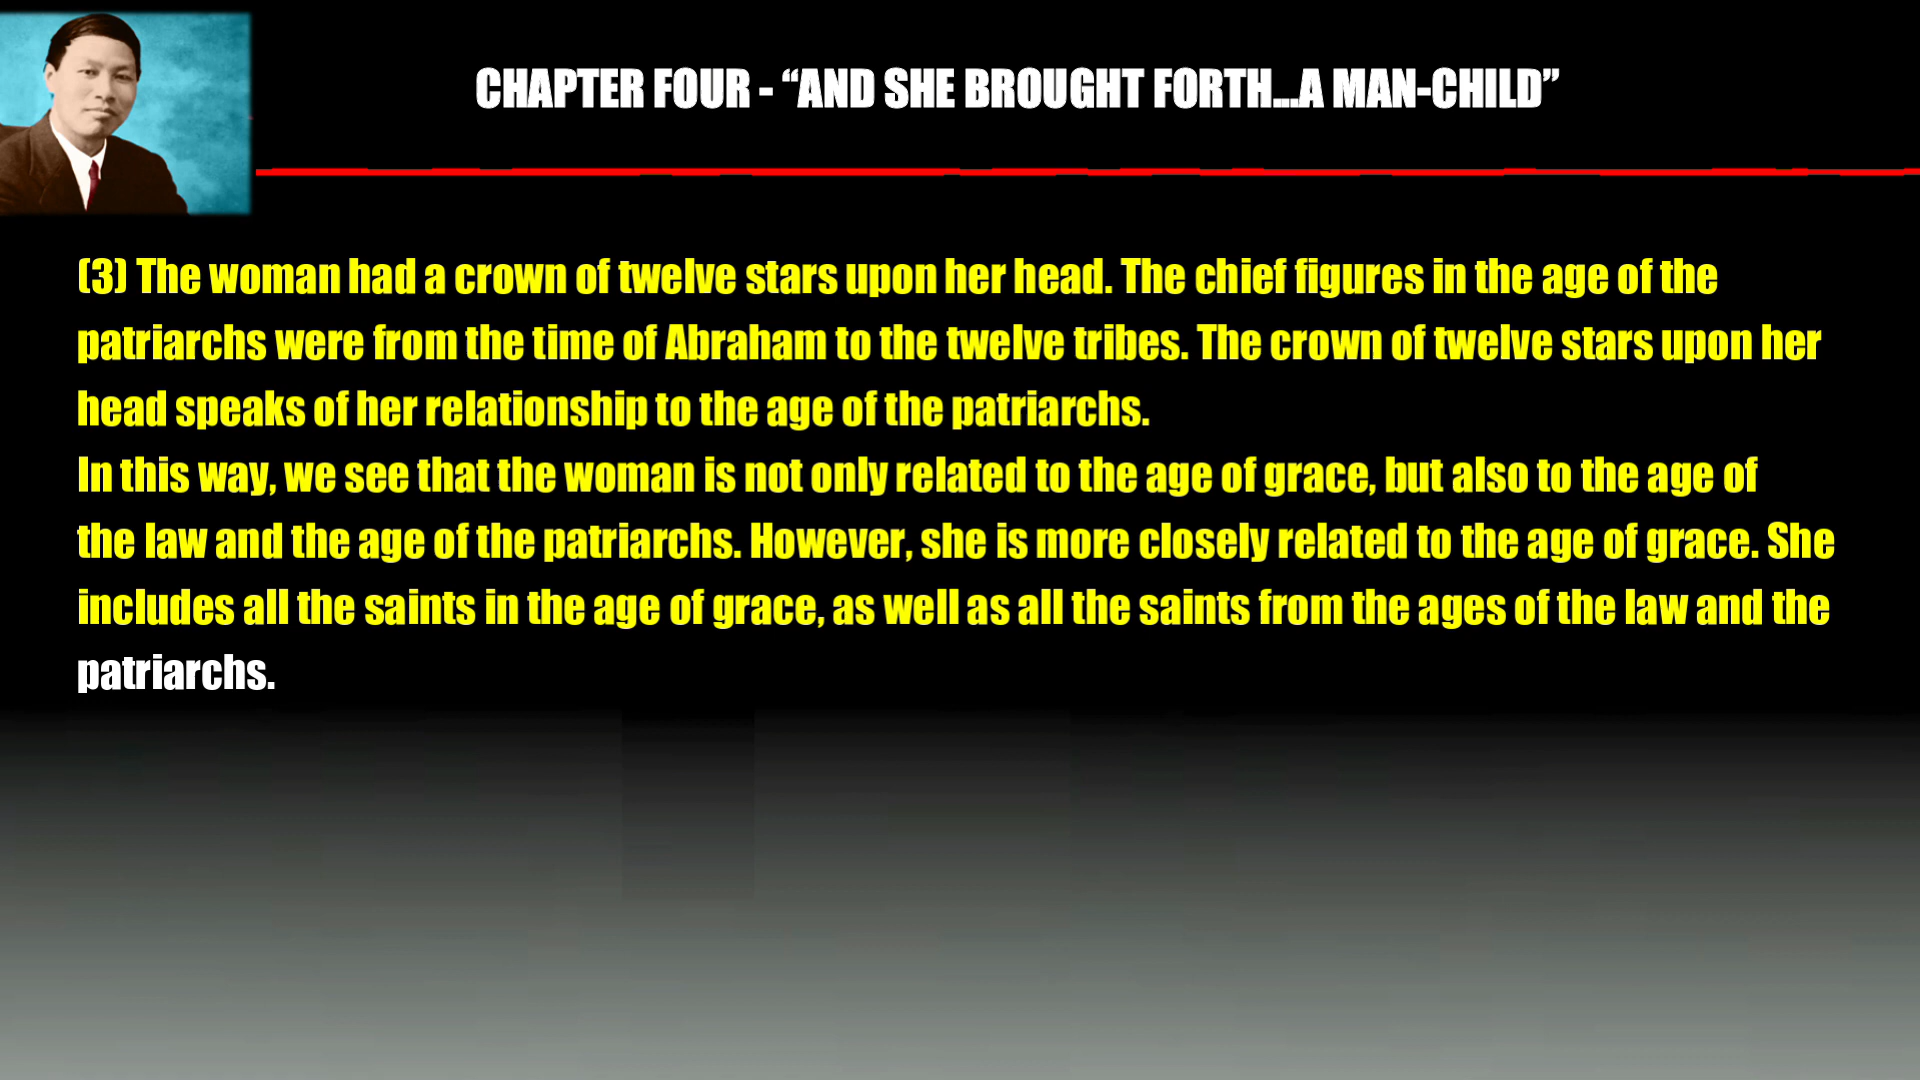 CHAPTER FOUR - “AND SHE BROUGHT FORTH...A MAN-CHILD”
(3) The woman had a crown of twelve stars upon her head. The chief figures in the age of the
patriarchs were from the time of Abraham to the twelve tribes. The crown of twelve stars upon her
head speaks of her relationship to the age of the patriarchs.
In this way, we see that the woman is not only related to the age of grace, but also to the age of
the law and the age of the patriarchs. However, she is more closely related to the age of grace. She
includes all the saints in the age of grace, as well as all the saints from the ages of the law and the
patriarchs.